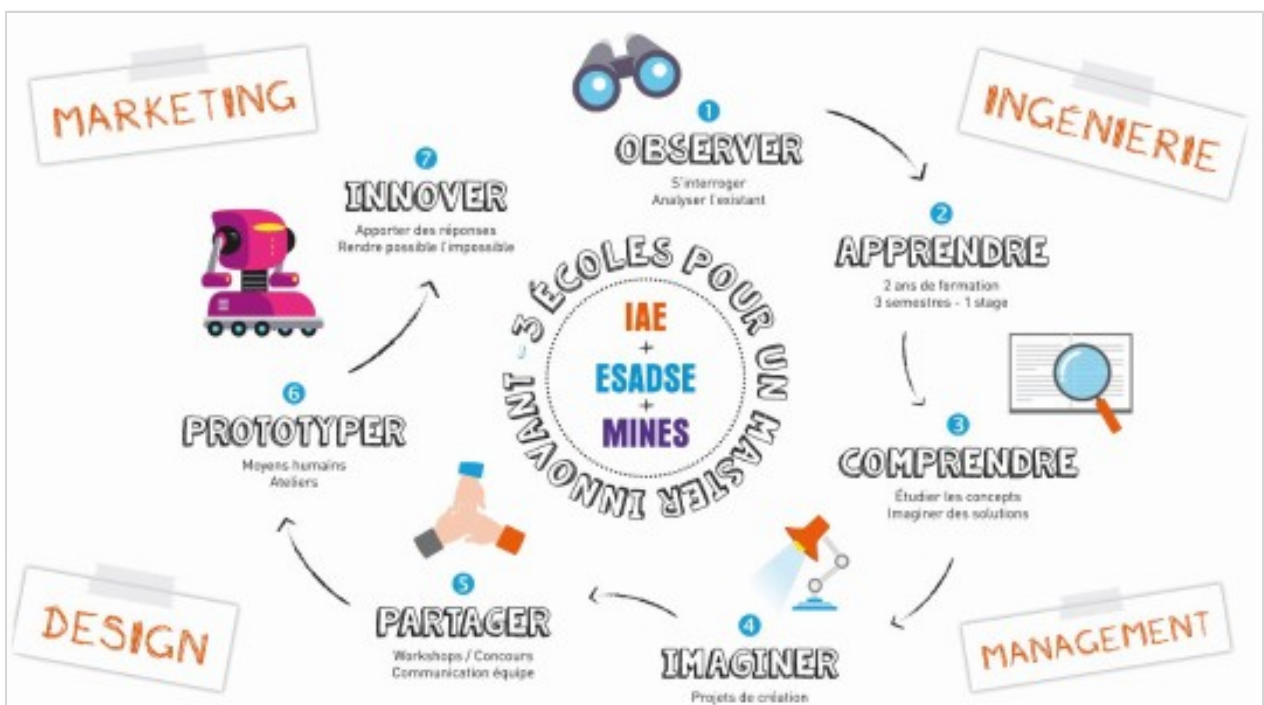 MARKETING
INGÉNIERIE
1
OBSERVER
S'interroger
Analyser l'existant
2
APPRENDRE
2 ans de formation
3 semestres - 1 stage
3
COMPRENDRE
Étudier les concepts
Imaginer des solutions
4
IMAGINER
Projets de création
5
PARTAGER
Workshops / Concours
Communication équipe
6
PROTOTYPER
Moyens humains
Ateliers
7
INNOVER
Apporter des réponses
Rendre possible l'impossible
3 ÉCOLES POUR UN MASTER INNOVANT -
IAE
+
ESADSE
+
MINES
DESIGN
MANAGEMENT